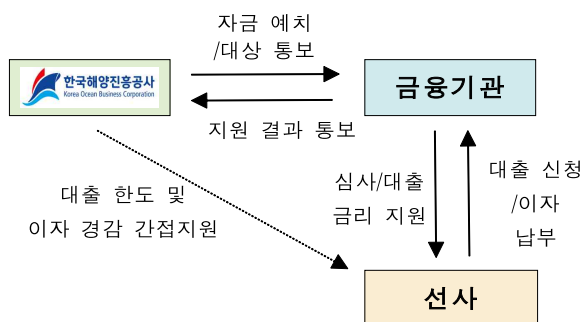 자금 예치
/대상 통보
한국해양진흥공사
Korea Ocean Business Corporation
금융기관
지원 결과 통보
대출 한도 및
이자 경감 간접지원
심사/대출
금리 지원
대출 신청
/이자
납부
선사